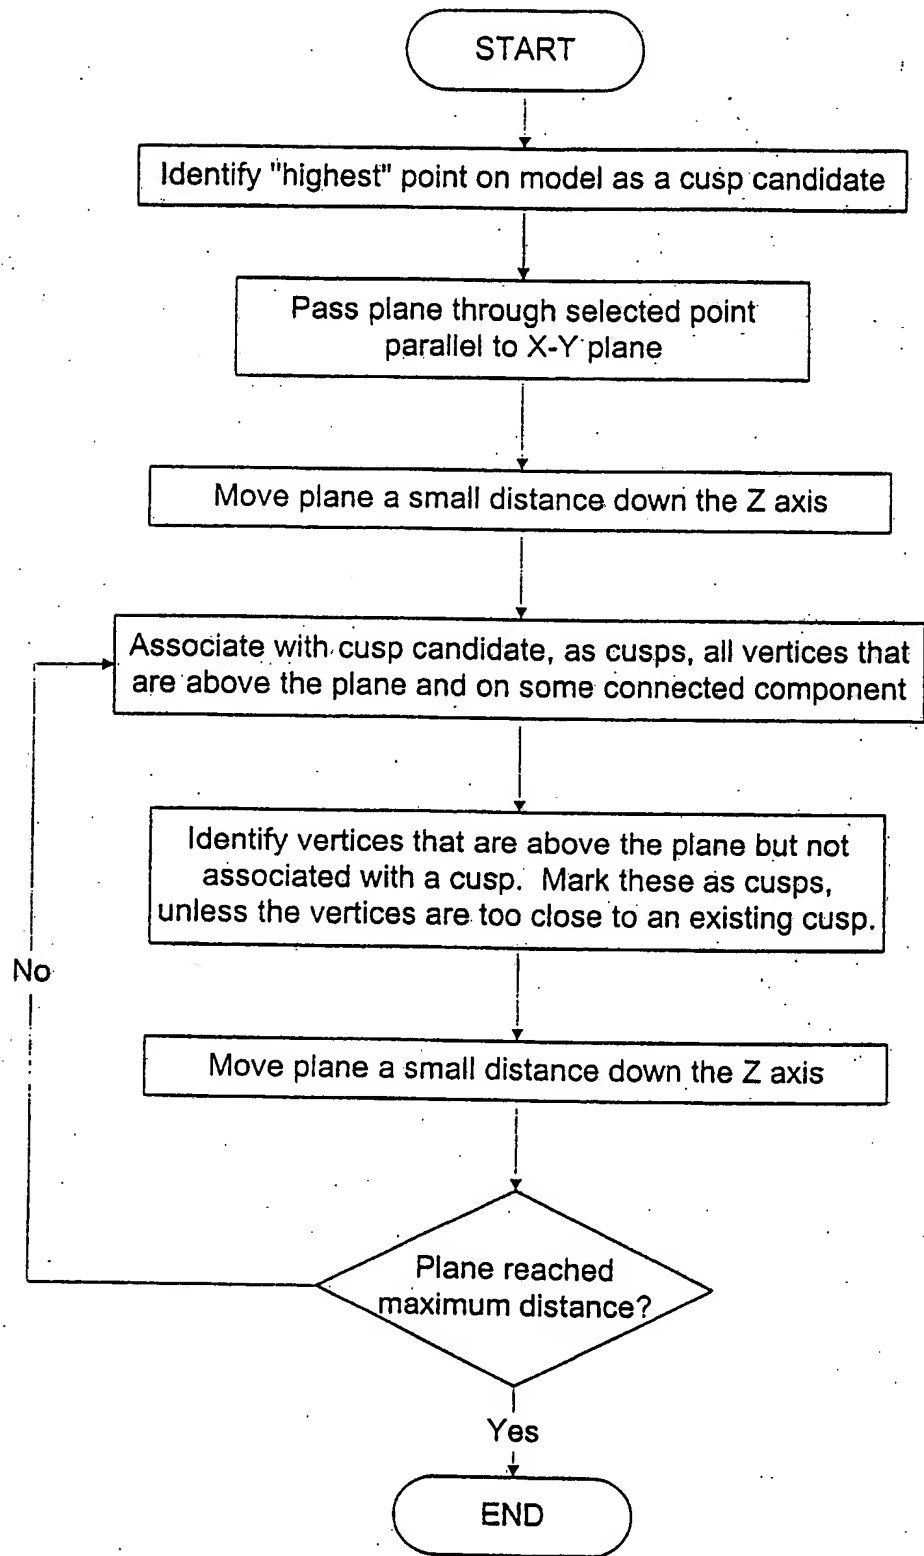 START
Identify "highest" point on model as a cusp candidate
Pass plane through selected point
parallel to X-Y plane
Move plane a small distance down the Z axis
Associate with cusp candidate, as cusps, all vertices that
are above the plane and on some connected component
Identify vertices that are above the plane but not
associated with a cusp. Mark these as cusps,
unless the vertices are too close to an existing cusp.
No
Move plane a small distance down the Z axis
Plane reached
maximum distance?
Yes
END